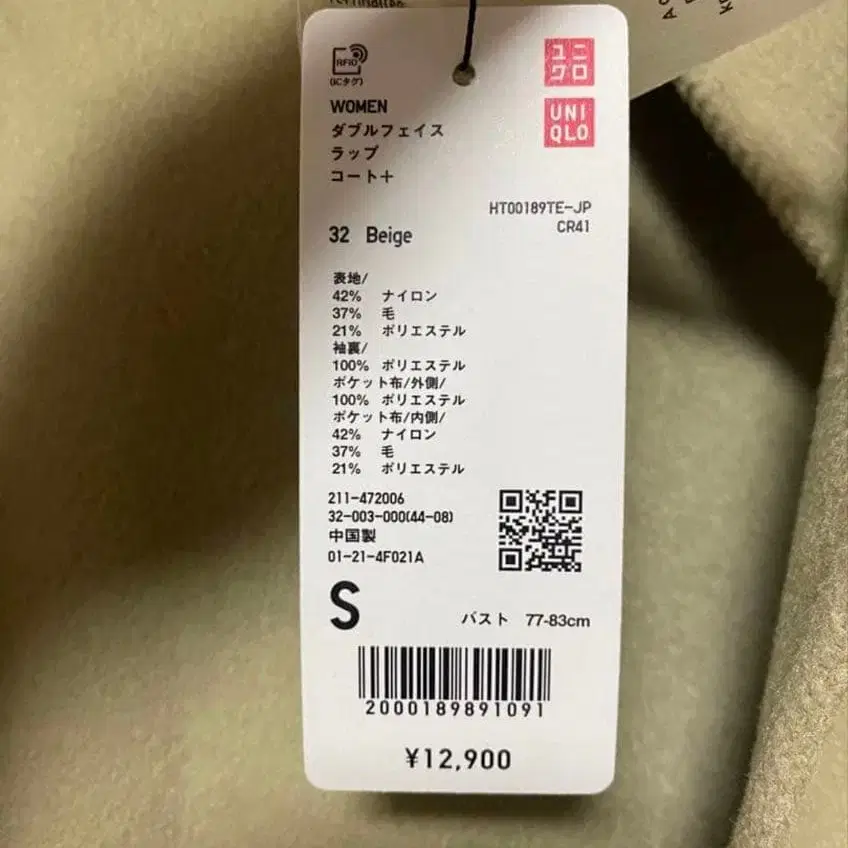 RFID
(ICタグ)
ユニ
クロ
UNI
QLO
WOMEN
ダブルフェイス
ラップ
コート+
HT00189TE-JP
CR41
32 Beige
表地/
42% ナイロン
37% 毛
21% ポリエステル
袖裏/
100% ポリエステル
ポケット布/外側/
100% ポリエステル
ポケット布/内側/
42% ナイロン
37% 毛
21% ポリエステル
211-472006
32-003-000(44-08)
中国製
01-21-4F021A
S バスト 77-83cm
2000189891091
¥12,900